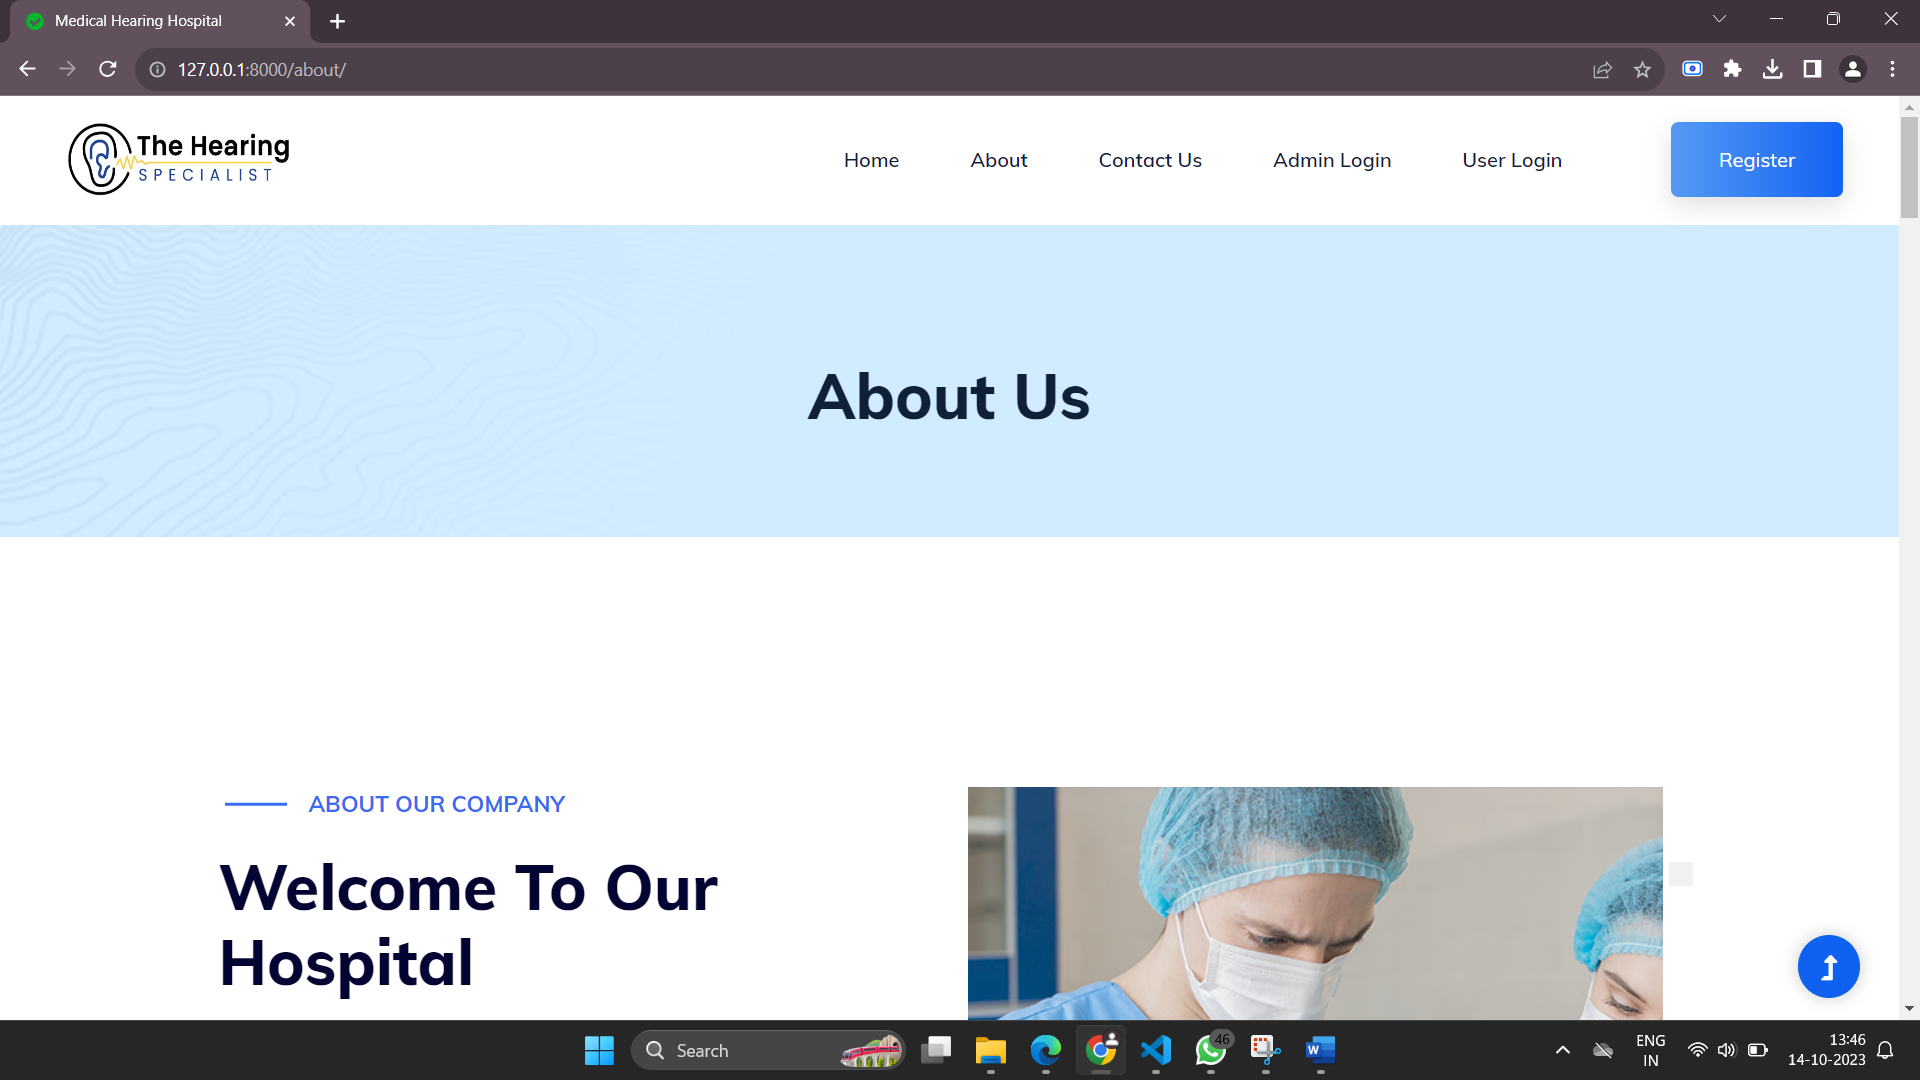 Medical Hearing Hospital
127.0.0.1:8000/about/
The Hearing
SPECIALIST
Home
About
Contact Us
Admin Login
User Login
Register
About Us
ABOUT OUR COMPANY
Welcome To Our
Hospital
Search
46
W
ENG
IN
13:46
14-10-2023